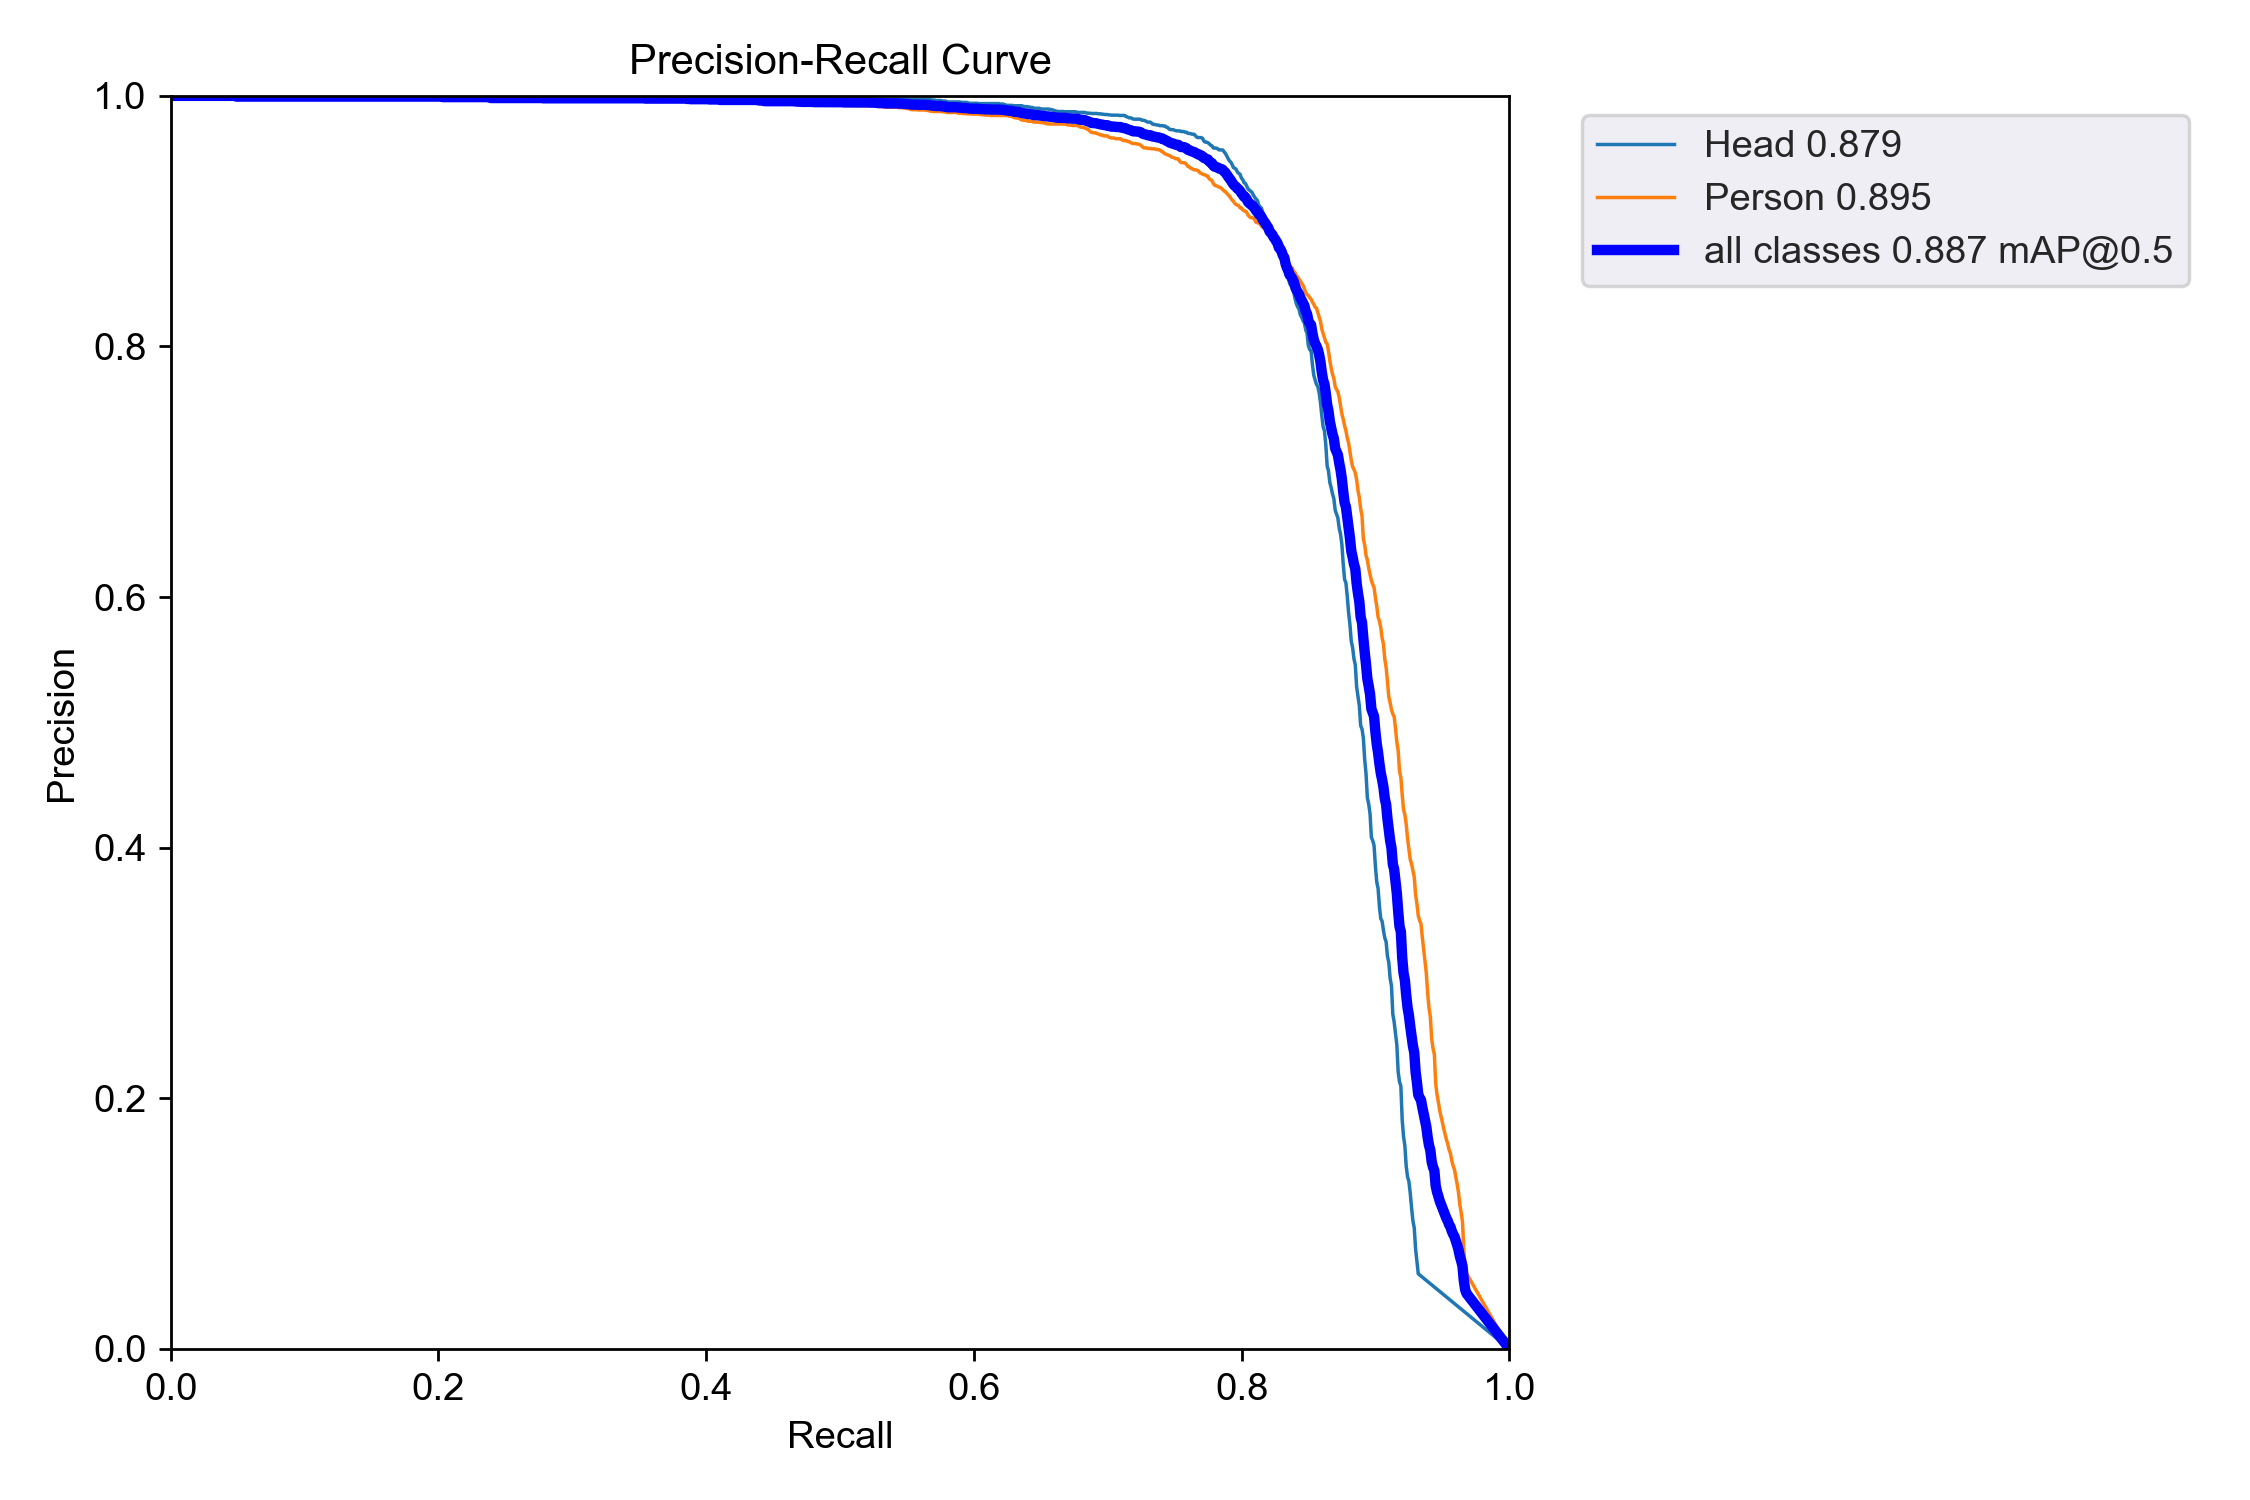 Precision-Recall Curve
1.0
0.8
0.6
0.4
0.2
0.0
Precision
0.0 0.2 0.4 0.6 0.8 1.0
Recall
Head 0.879
Person 0.895
all classes 0.887 mAP@0.5